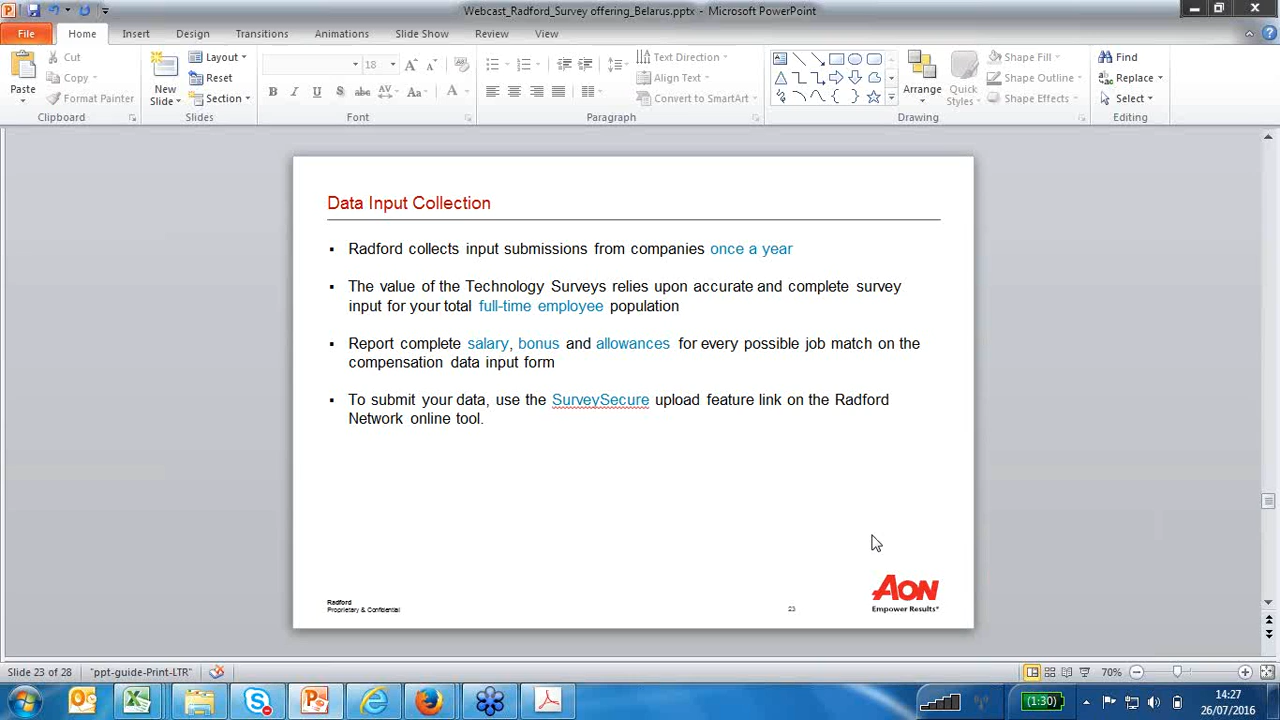 Webcast_Radford_Survey offering_Belarus.pptx - Microsoft PowerPoint
File Home Insert Design Transitions Animations Slide Show Review View
Paste Cut Copy Format Painter Clipboard
New Slide Layout Reset Section Slides
18 Font
Text Direction Align Text Convert to SmartArt Paragraph
Arrange Quick Styles Shape Fill Shape Outline Shape Effects Drawing
Find Replace Select Editing
Data Input Collection
▪ Radford collects input submissions from companies once a year
▪ The value of the Technology Surveys relies upon accurate and complete survey
input for your total full-time employee population
▪ Report complete salary, bonus and allowances for every possible job match on the
compensation data input form
▪ To submit your data, use the SurveySecure upload feature link on the Radford
Network online tool.
Radford
Proprietary & Confidential
23
AON
Empower Results®
Slide 23 of 28 "ppt-guide-Print-LTR" 70%
(1:30) 14:27
26/07/2016